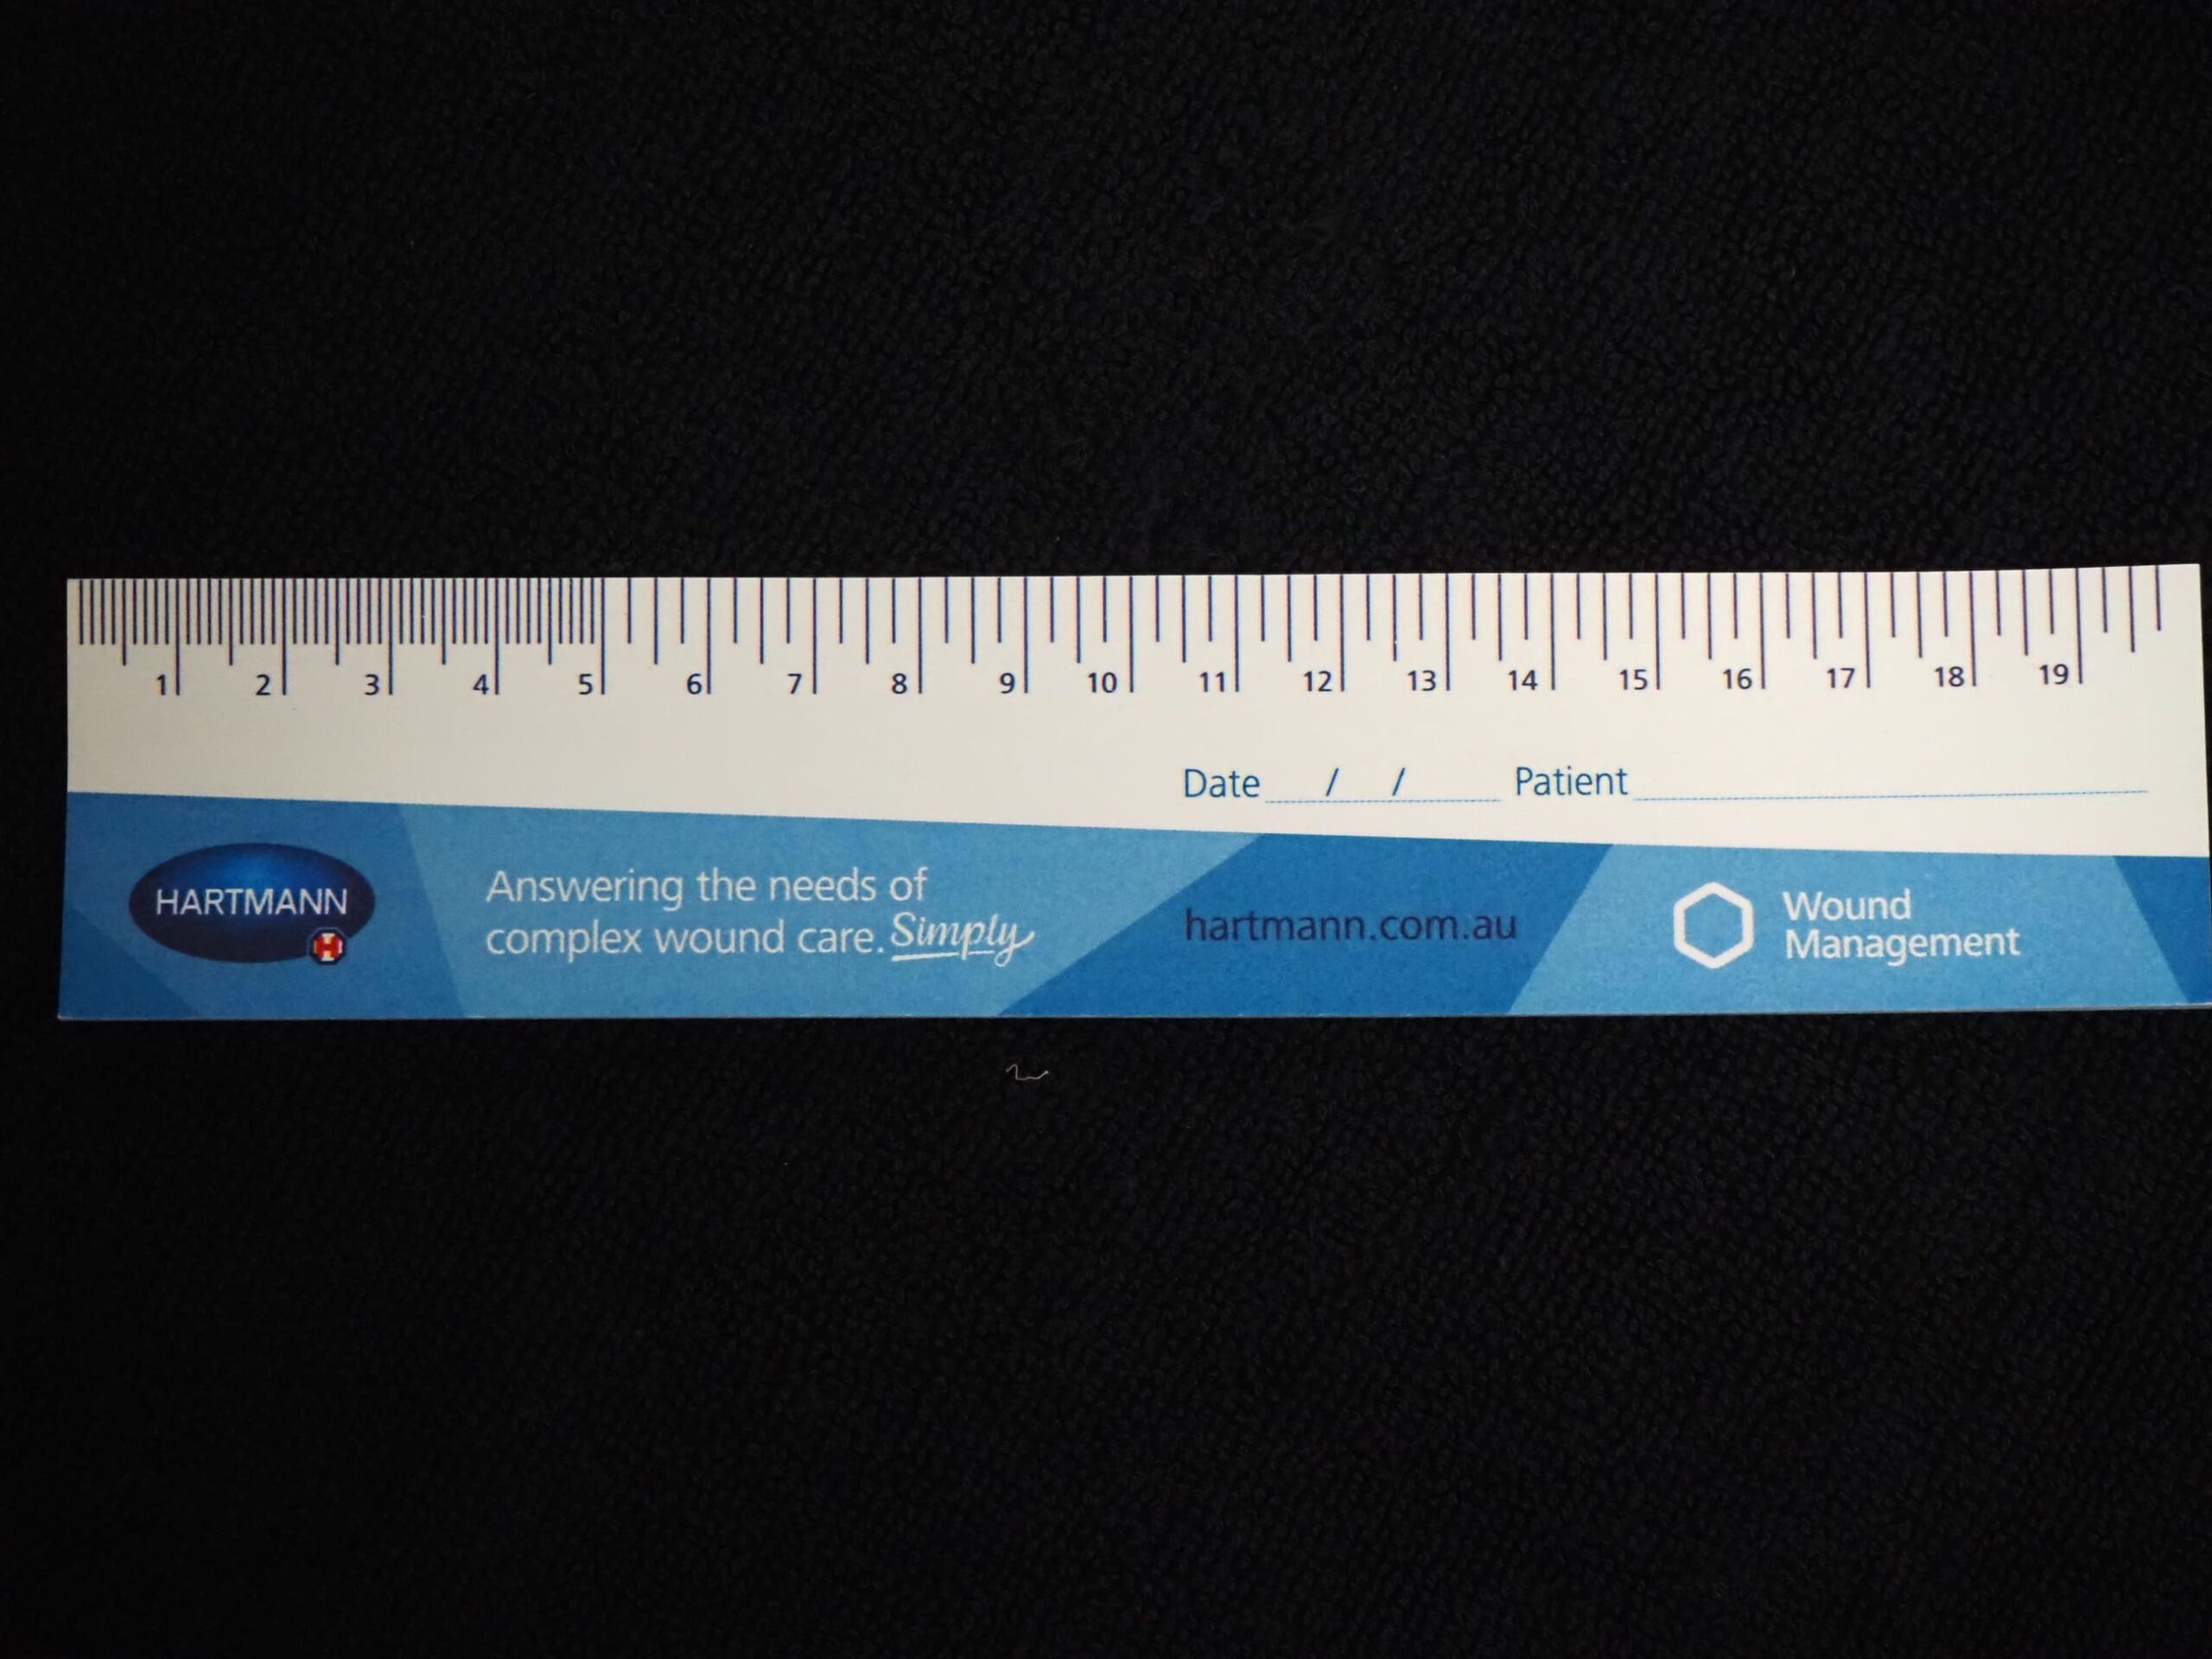 1 2 3 4 5 6 7 8 9 10 11 12 13 14 15 16 17 18 19
Date / / Patient
HARTMANN
H
Answering the needs of
complex wound care. Simply
hartmann.com.au
Wound
Management